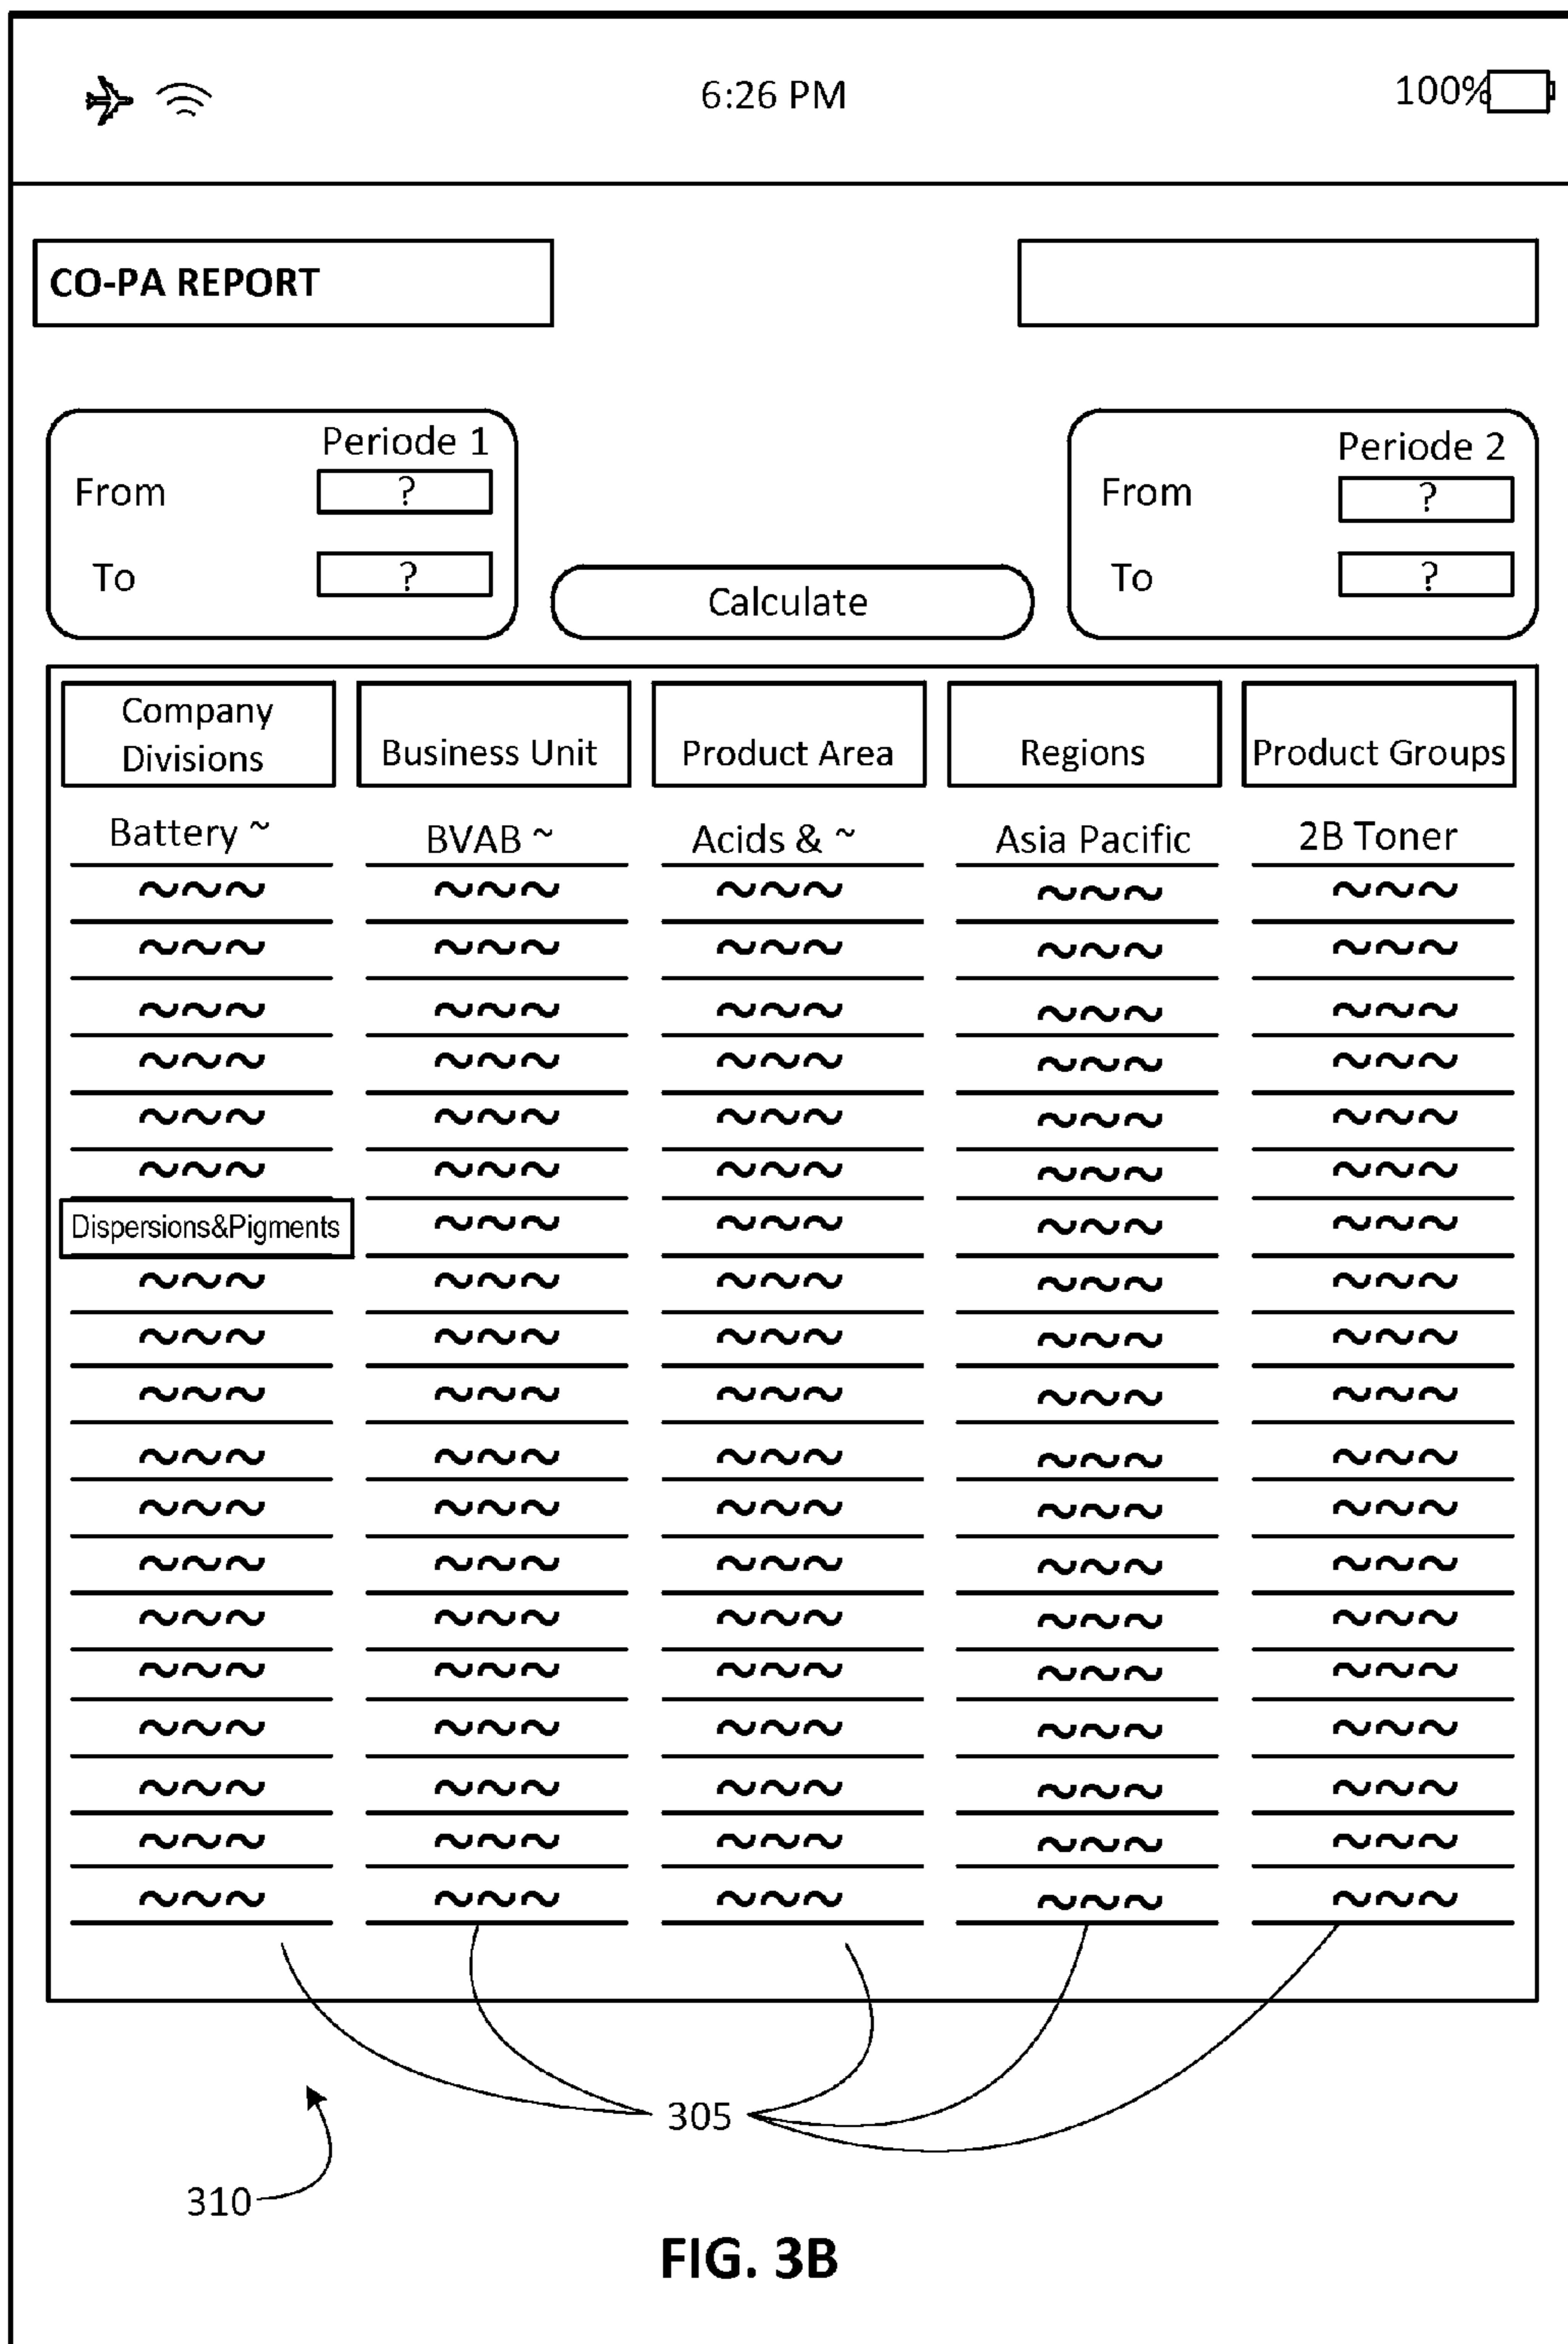 6:26 PM
100%
CO-PA REPORT
Periode 1
From ?
To ?
Calculate
Periode 2
From ?
To ?
Company
Divisions
Business Unit
Product Area
Regions
Product Groups
Battery ~
BVAB ~
Acids & ~
Asia Pacific
2B Toner
Dispersions&Pigments
305
310
FIG. 3B